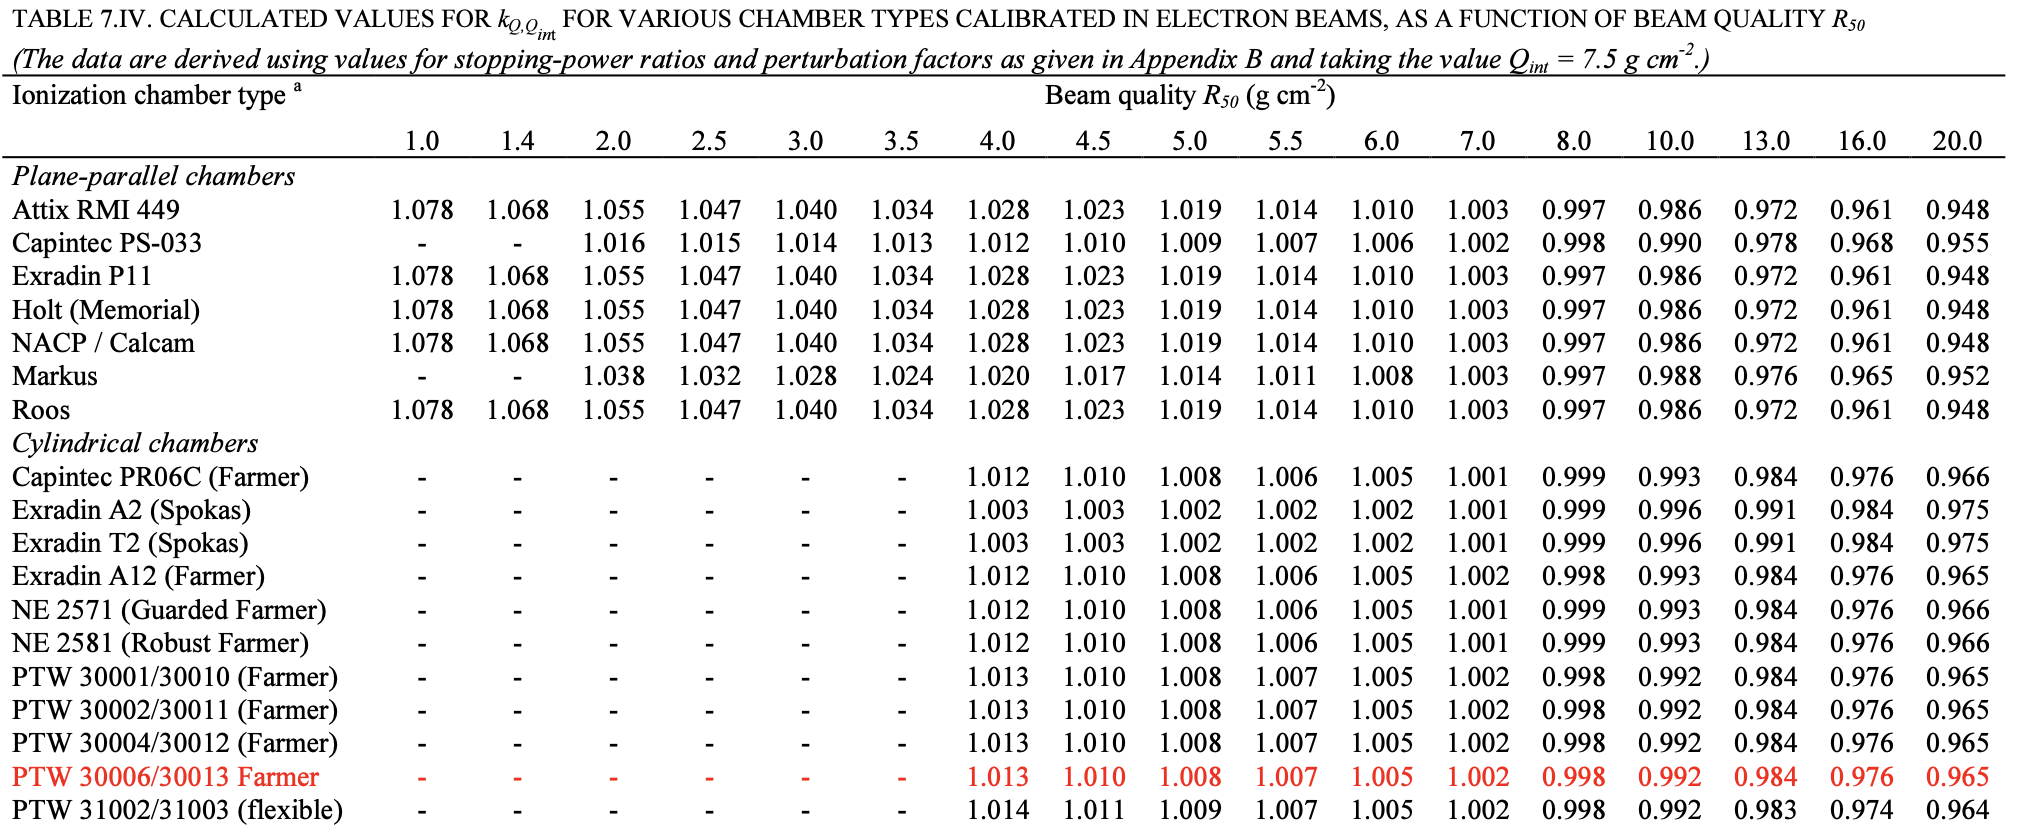 TABLE 7.IV. CALCULATED VALUES FOR kQ,Qint FOR VARIOUS CHAMBER TYPES CALIBRATED IN ELECTRON BEAMS, AS A FUNCTION OF BEAM QUALITY R50
(The data are derived using values for stopping-power ratios and perturbation factors as given in Appendix B and taking the value Qint = 7.5 g cm-2.)
Ionization chamber type a Beam quality R50 (g cm-2)
1.0 1.4 2.0 2.5 3.0 3.5 4.0 4.5 5.0 5.5 6.0 7.0 8.0 10.0 13.0 16.0 20.0
Plane-parallel chambers
Attix RMI 449 1.078 1.068 1.055 1.047 1.040 1.034 1.028 1.023 1.019 1.014 1.010 1.003 0.997 0.986 0.972 0.961 0.948
Capintec PS-033 - - 1.016 1.015 1.014 1.013 1.012 1.010 1.009 1.007 1.006 1.002 0.998 0.990 0.978 0.968 0.955
Exradin P11 1.078 1.068 1.055 1.047 1.040 1.034 1.028 1.023 1.019 1.014 1.010 1.003 0.997 0.986 0.972 0.961 0.948
Holt (Memorial) 1.078 1.068 1.055 1.047 1.040 1.034 1.028 1.023 1.019 1.014 1.010 1.003 0.997 0.986 0.972 0.961 0.948
NACP / Calcam 1.078 1.068 1.055 1.047 1.040 1.034 1.028 1.023 1.019 1.014 1.010 1.003 0.997 0.986 0.972 0.961 0.948
Markus - - 1.038 1.032 1.028 1.024 1.020 1.017 1.014 1.011 1.008 1.003 0.997 0.988 0.976 0.965 0.952
Roos 1.078 1.068 1.055 1.047 1.040 1.034 1.028 1.023 1.019 1.014 1.010 1.003 0.997 0.986 0.972 0.961 0.948
Cylindrical chambers
Capintec PR06C (Farmer) - - - - - - 1.012 1.010 1.008 1.006 1.005 1.001 0.999 0.993 0.984 0.976 0.966
Exradin A2 (Spokas) - - - - - - 1.003 1.003 1.002 1.002 1.002 1.001 0.999 0.996 0.991 0.984 0.975
Exradin T2 (Spokas) - - - - - - 1.003 1.003 1.002 1.002 1.002 1.001 0.999 0.996 0.991 0.984 0.975
Exradin A12 (Farmer) - - - - - - 1.012 1.010 1.008 1.006 1.005 1.002 0.998 0.993 0.984 0.976 0.965
NE 2571 (Guarded Farmer) - - - - - - 1.012 1.010 1.008 1.006 1.005 1.001 0.999 0.993 0.984 0.976 0.966
NE 2581 (Robust Farmer) - - - - - - 1.012 1.010 1.008 1.006 1.005 1.001 0.999 0.993 0.984 0.976 0.966
PTW 30001/30010 (Farmer) - - - - - - 1.013 1.010 1.008 1.007 1.005 1.002 0.998 0.992 0.984 0.976 0.965
PTW 30002/30011 (Farmer) - - - - - - 1.013 1.010 1.008 1.007 1.005 1.002 0.998 0.992 0.984 0.976 0.965
PTW 30004/30012 (Farmer) - - - - - - 1.013 1.010 1.008 1.007 1.005 1.002 0.998 0.992 0.984 0.976 0.965
PTW 30006/30013 Farmer - - - - - - 1.013 1.010 1.008 1.007 1.005 1.002 0.998 0.992 0.984 0.976 0.965
PTW 31002/31003 (flexible) - - - - - - 1.014 1.011 1.009 1.007 1.005 1.002 0.998 0.992 0.983 0.974 0.964